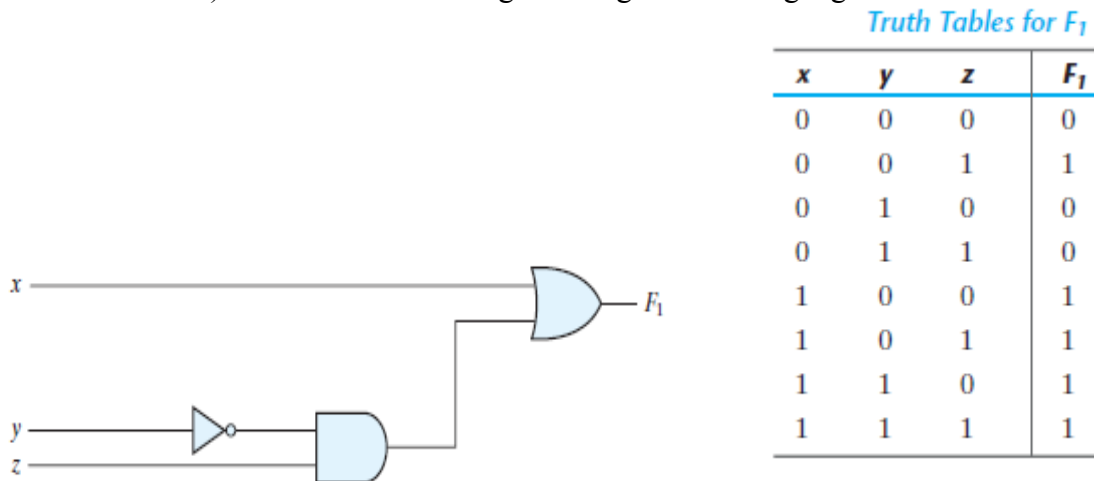 Truth Tables for F₁
x y z F₁
0 0 0 0
0 0 1 1
0 1 0 0
0 1 1 0
1 0 0 1
1 0 1 1
1 1 0 1
1 1 1 1
x
F₁
y
z